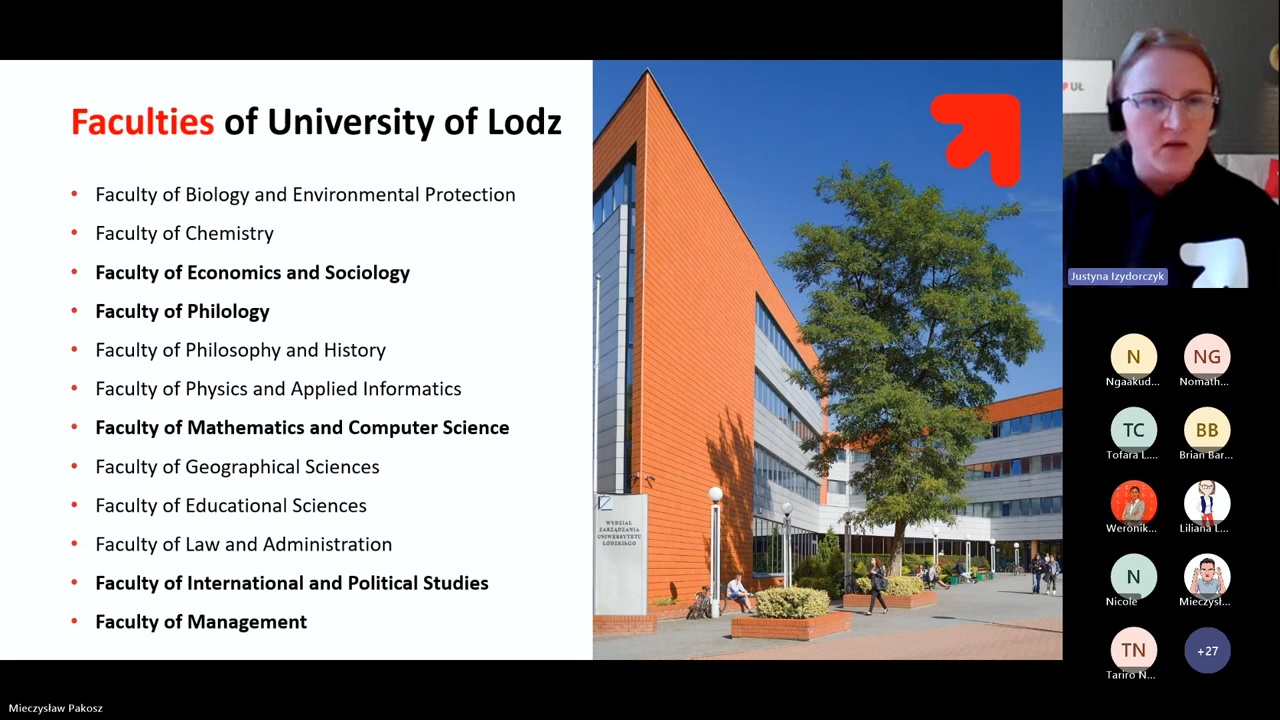 Faculties of University of Lodz
• Faculty of Biology and Environmental Protection
• Faculty of Chemistry
• Faculty of Economics and Sociology
• Faculty of Philology
• Faculty of Philosophy and History
• Faculty of Physics and Applied Informatics
• Faculty of Mathematics and Computer Science
• Faculty of Geographical Sciences
• Faculty of Educational Sciences
• Faculty of Law and Administration
• Faculty of International and Political Studies
• Faculty of Management
WYDZIAŁ
ZARZĄDZANIA
UNIWERSYTETU
ŁÓDZKIEGO
UŁ
Justyna Izydorczyk
N
NG
Ngaakud...
Nomath...
TC
BB
Tofara L....
Brian Bar...
Weronik...
Liliana L...
N
Nicole
Mieczysł...
TN
+27
Tariro N...
Mieczysław Pakosz